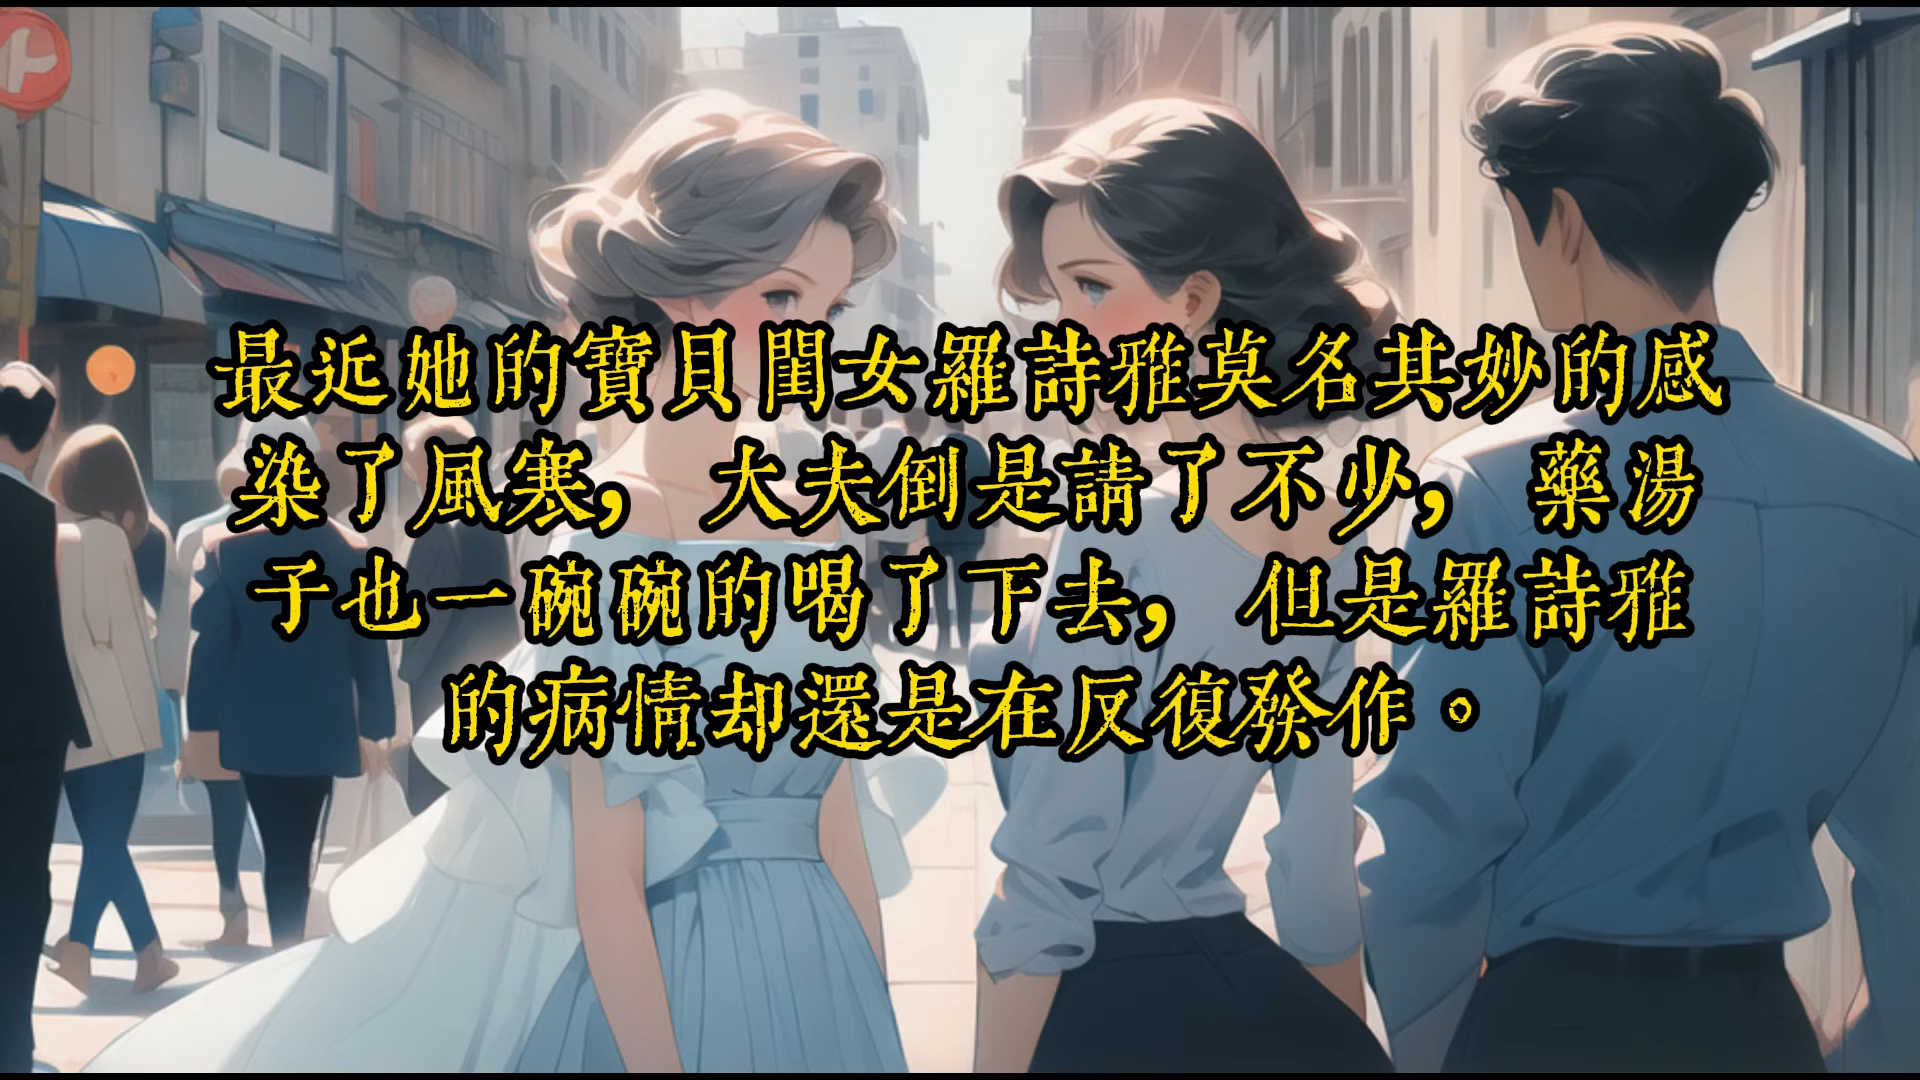 最近她的寶貝閨女羅詩雅莫名其妙的感
染了風寒，大夫倒是請了不少，藥湯
子也一碗碗的喝了下去，但是羅詩雅
的病情却還是在反復發作。